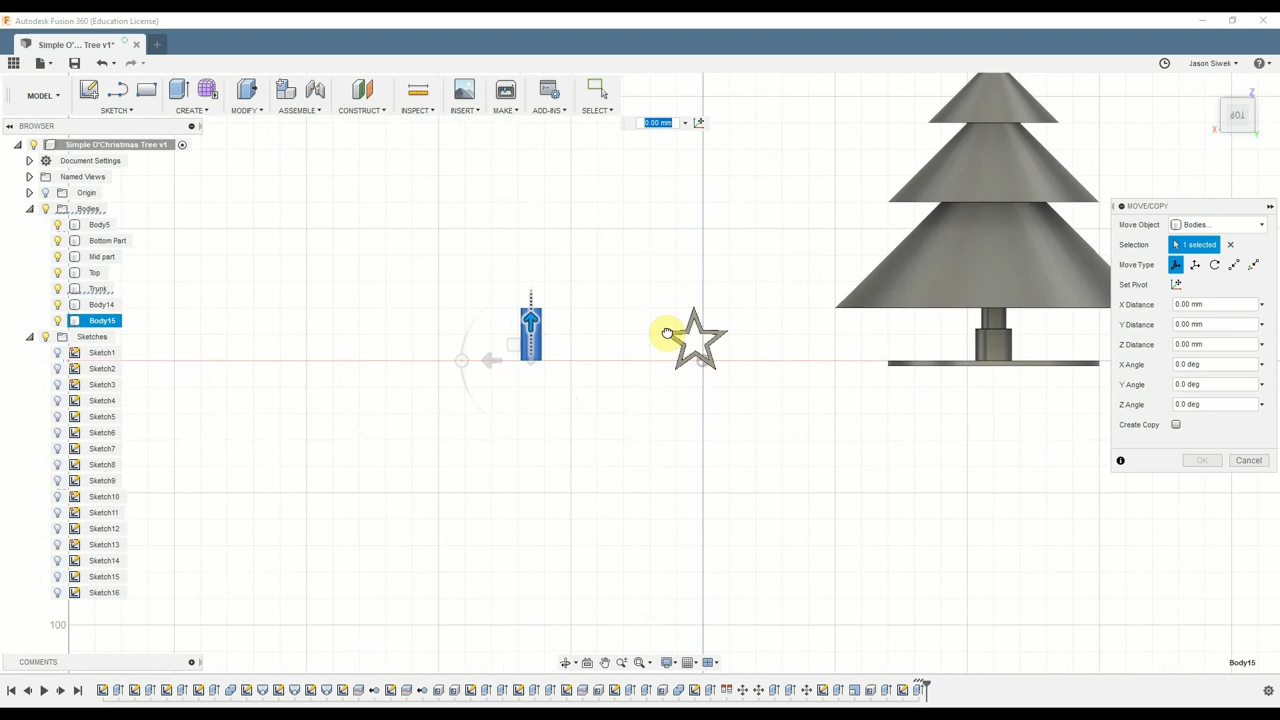 Autodesk Fusion 360 (Education License)
Simple O'... Tree v1*
Jason Siwek
MODEL
SKETCH
CREATE
MODIFY
ASSEMBLE
CONSTRUCT
INSPECT
INSERT
MAKE
ADD-INS
SELECT
BROWSER
Simple O'Christmas Tree v1
Document Settings
Named Views
Origin
Bodies
Body5
Bottom Part
Mid part
Top
Trunk
Body14
Body15
Sketches
Sketch1
Sketch2
Sketch3
Sketch4
Sketch5
Sketch6
Sketch7
Sketch8
Sketch9
Sketch10
Sketch11
Sketch12
Sketch13
Sketch14
Sketch15
Sketch16
0.00 mm
Z
TOP
X
Y
MOVE/COPY
Move Object Bodies...
Selection 1 selected
Move Type
Set Pivot
X Distance 0.00 mm
Y Distance 0.00 mm
Z Distance 0.00 mm
X Angle 0.0 deg
Y Angle 0.0 deg
Z Angle 0.0 deg
Create Copy
OK Cancel
100
COMMENTS
Body15